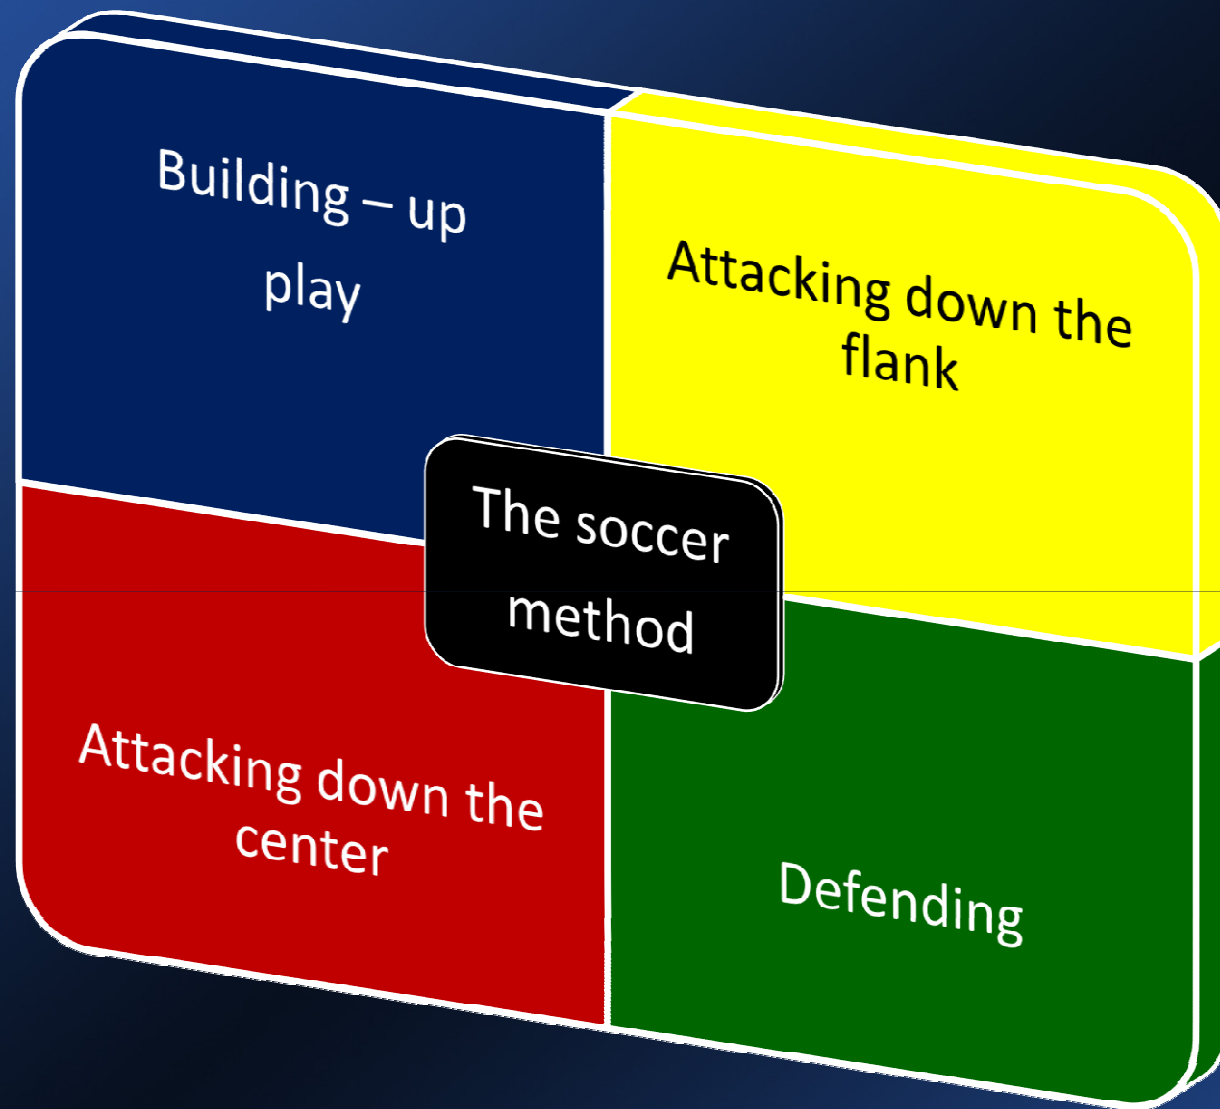 Building – up
play
Attacking down the
flank
The soccer
method
Attacking down the
center
Defending